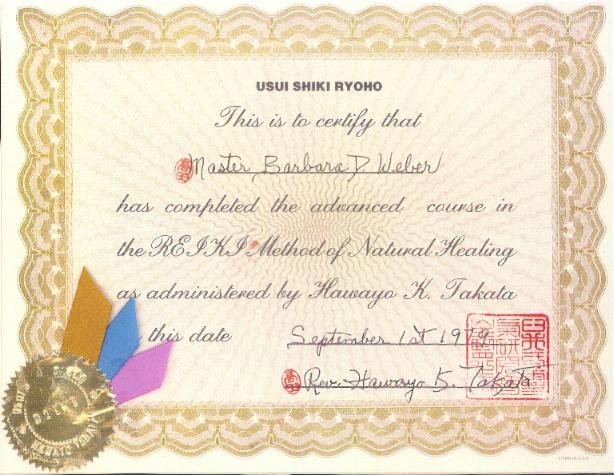 USUI SHIKI RYOHO
This is to certify that
Master Barbara D Weber
has completed the advanced course in
the REIKI Method of Natural Healing
as administered by Hawayo K. Takata
this date September 1st 1979
Rev. Hawayo K. Takata